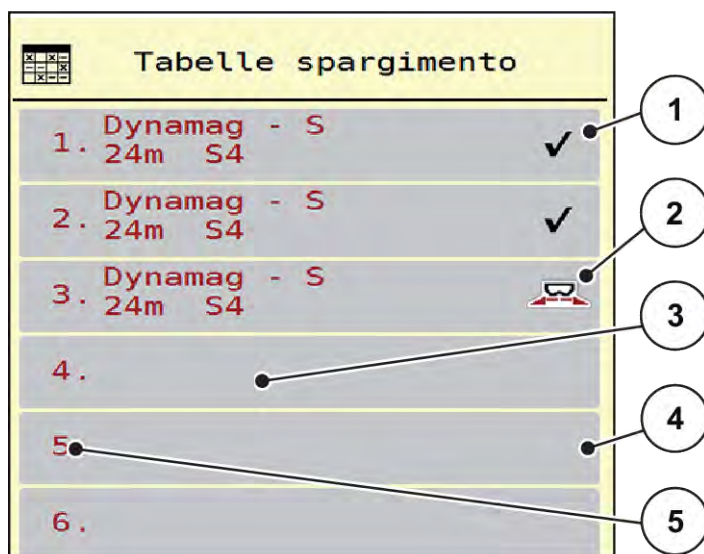 Tabelle spargimento
1. Dynamag - S
24m S4
2. Dynamag - S
24m S4
3. Dynamag - S
24m S4
4.
5
6.
1
2
3
4
5